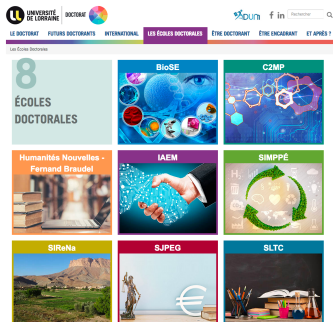 UNIVERSITÉ
DE LORRAINE
DOCTORAT
ADUM
Rechercher
LE DOCTORAT
FUTURS DOCTORANTS
INTERNATIONAL
LES ÉCOLES DOCTORALES
ÊTRE DOCTORANT
ÊTRE ENCADRANT
ET APRÈS ?
Les Écoles Doctorales
8
ÉCOLES
DOCTORALES
BioSE
C2MP
Humanités Nouvelles -
Fernand Braudel
IAEM
SIMPPÉ
SIReNa
SJPEG
SLTC